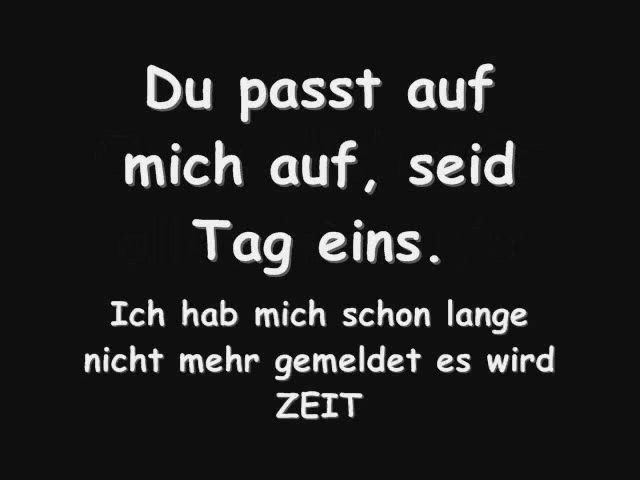 Du passt auf
mich auf, seid
Tag eins.
Ich hab mich schon lange
nicht mehr gemeldet es wird
ZEIT